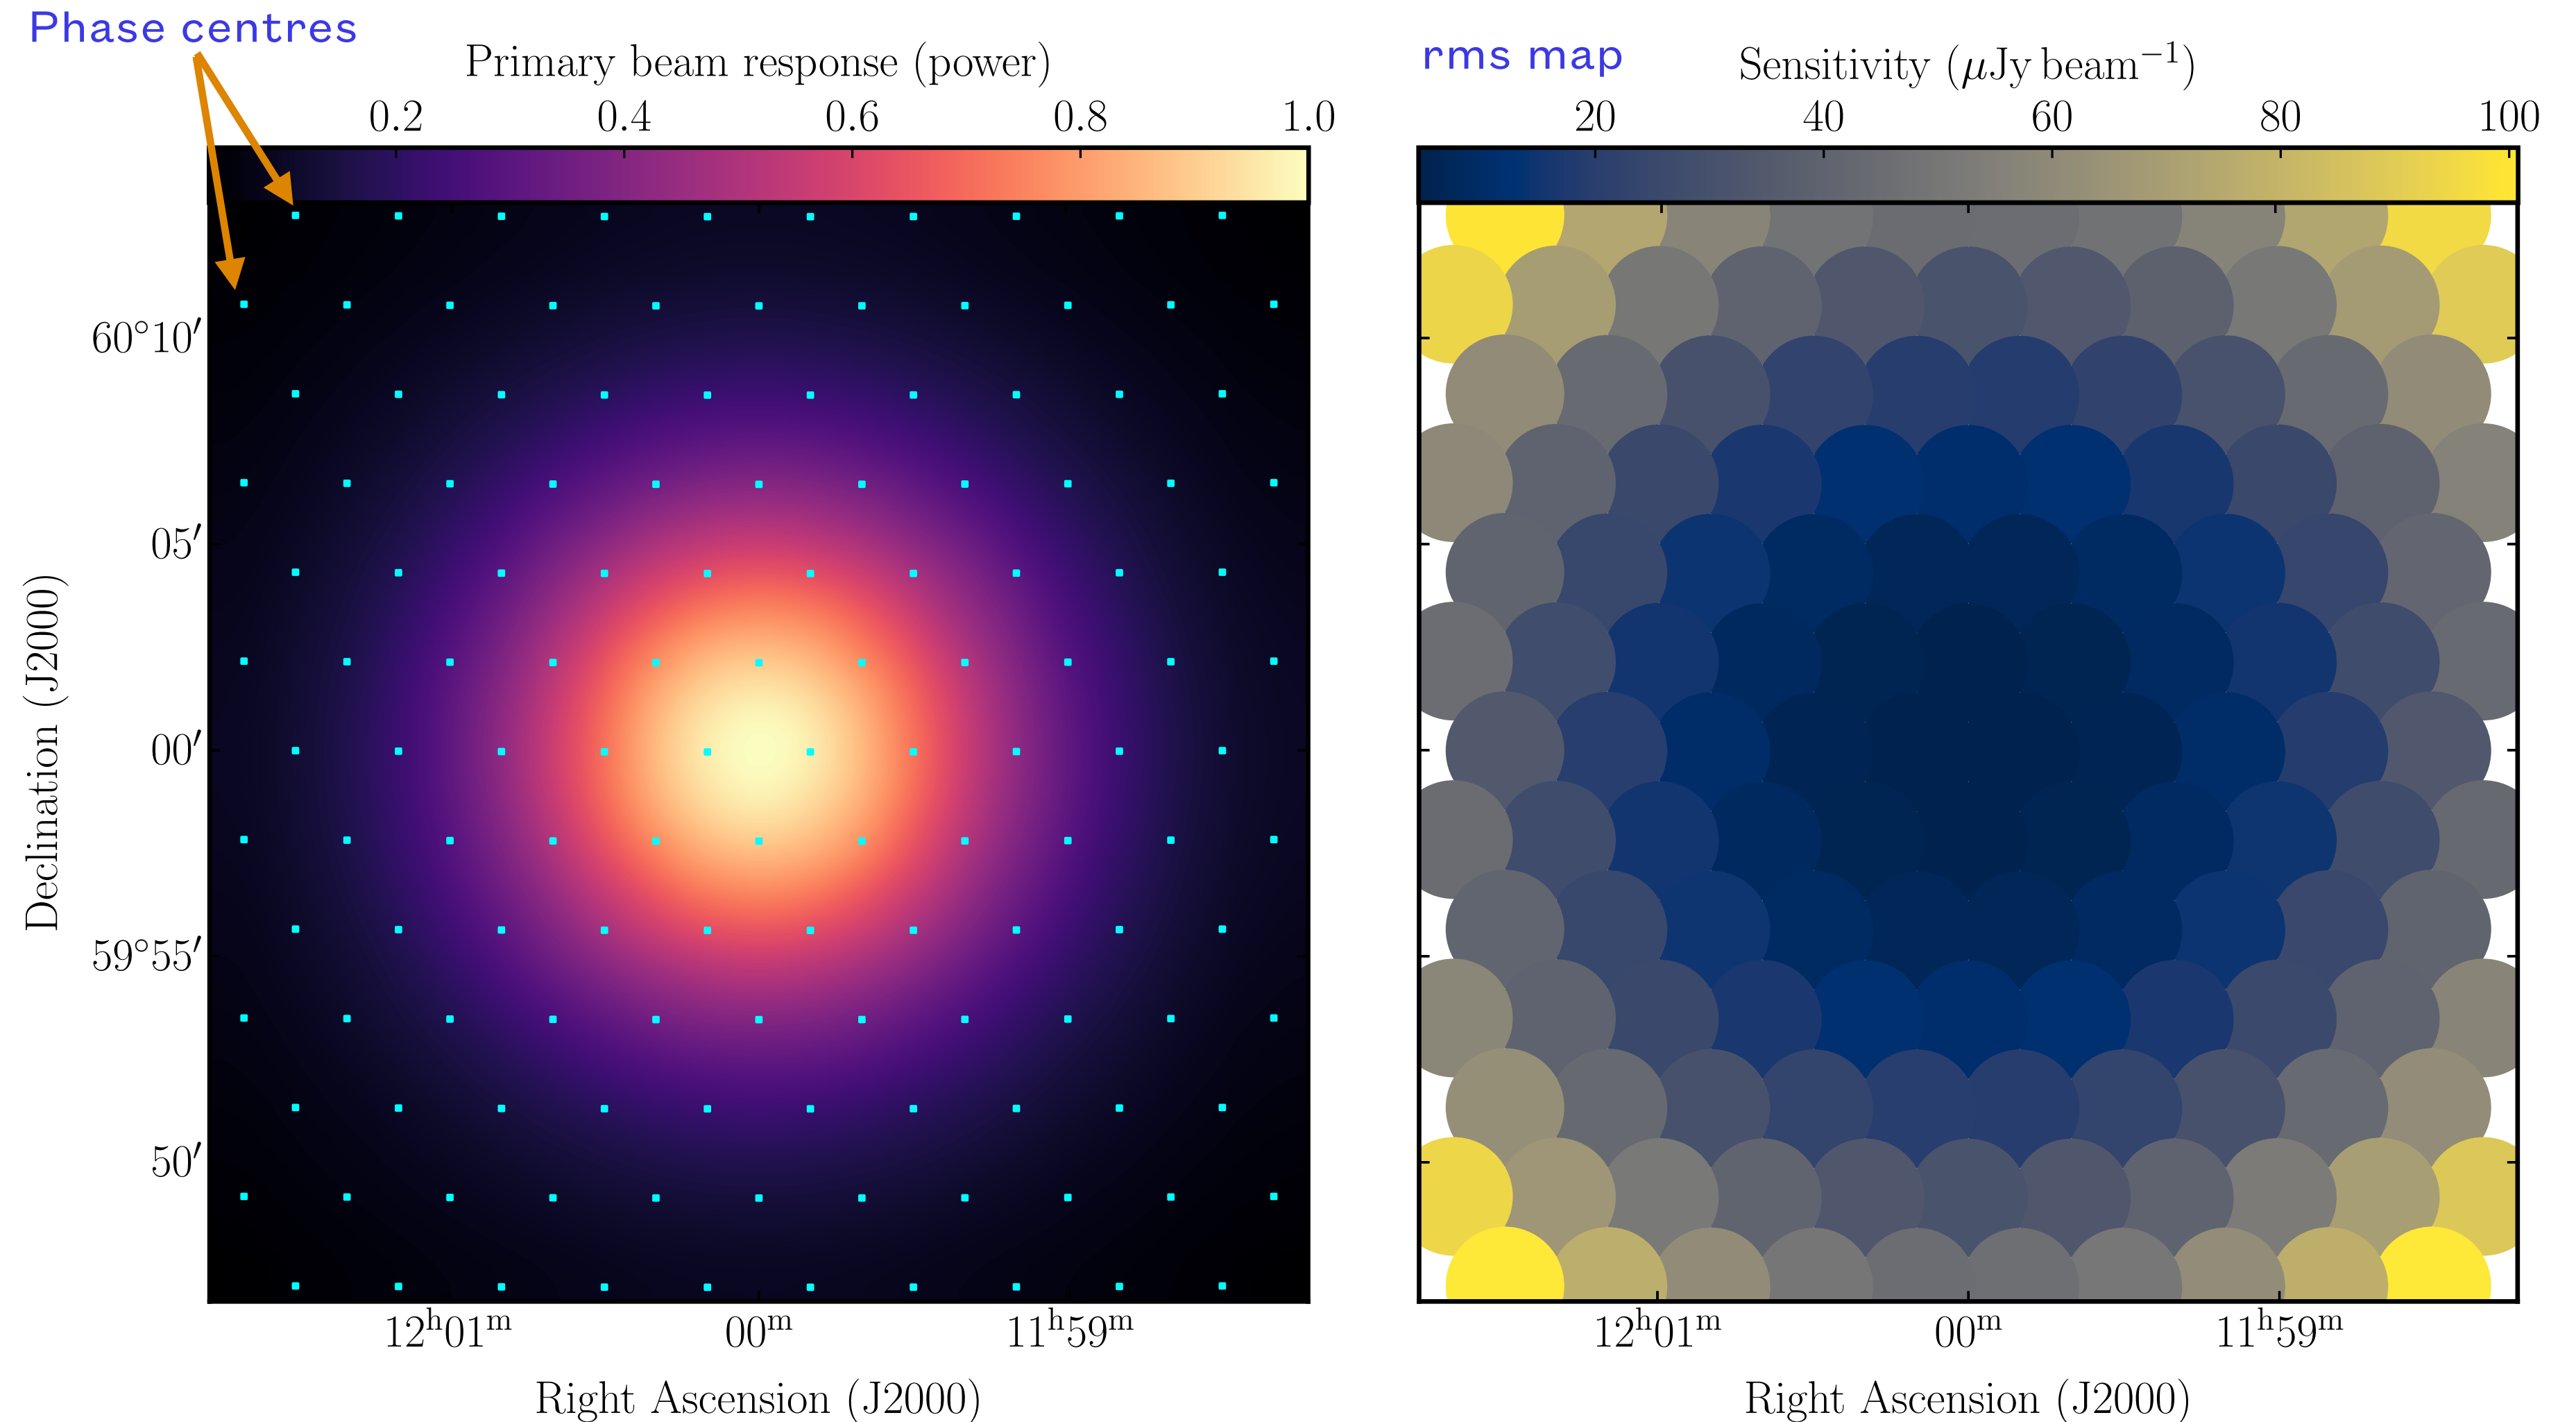 Phase centres
Primary beam response (power)
0.2 0.4 0.6 0.8 1.0
60°10′
05′
00′
59°55′
50′
Declination (J2000)
12ʰ01ᵐ 00ᵐ 11ʰ59ᵐ
Right Ascension (J2000)
rms map
Sensitivity (μJy beam⁻¹)
20 40 60 80 100
12ʰ01ᵐ 00ᵐ 11ʰ59ᵐ
Right Ascension (J2000)